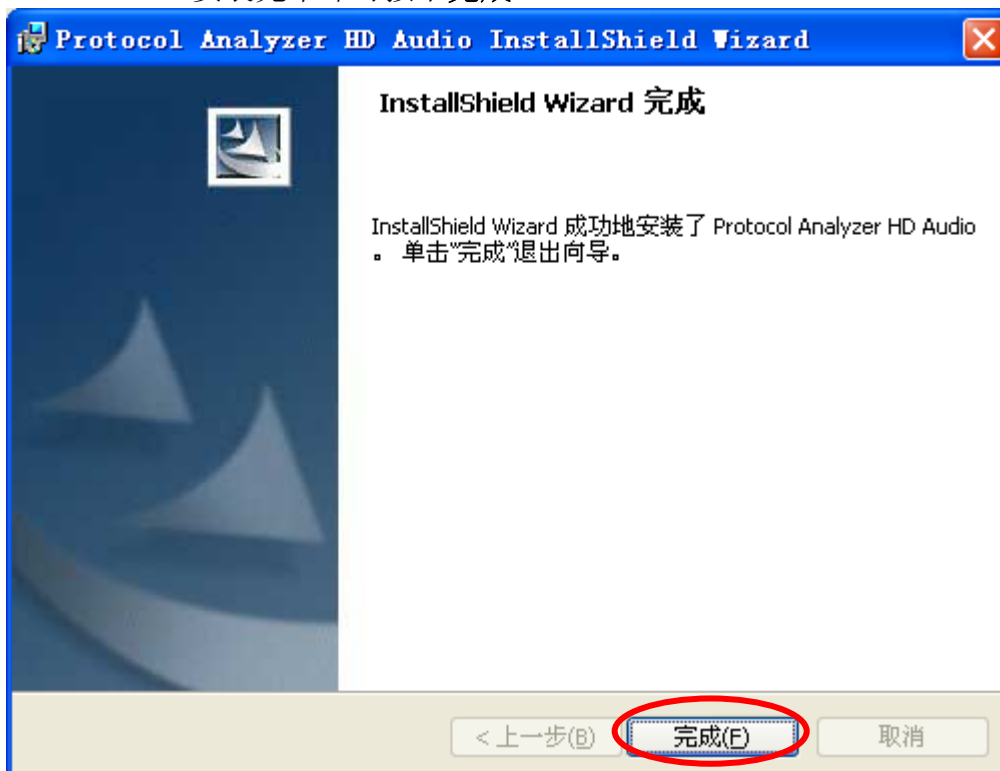 Protocol Analyzer HD Audio InstallShield Wizard
InstallShield Wizard 完成
InstallShield Wizard 成功地安装了 Protocol Analyzer HD Audio
。 单击“完成”退出向导。
< 上一步(B)
完成(F)
取消